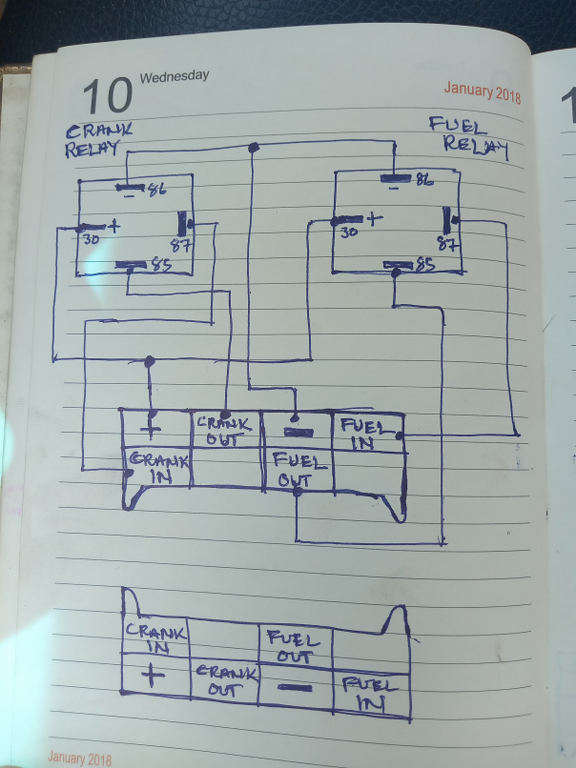 10 Wednesday
January 2018
1
CRANK
RELAY
FUEL
RELAY
86
−
86
−
30 +
87
30 +
87
85
85
+
CRANK
OUT
−
FUEL
IN
CRANK
IN
FUEL
OUT
CRANK
IN
FUEL
OUT
+
CRANK
OUT
−
FUEL
IN
January 2018